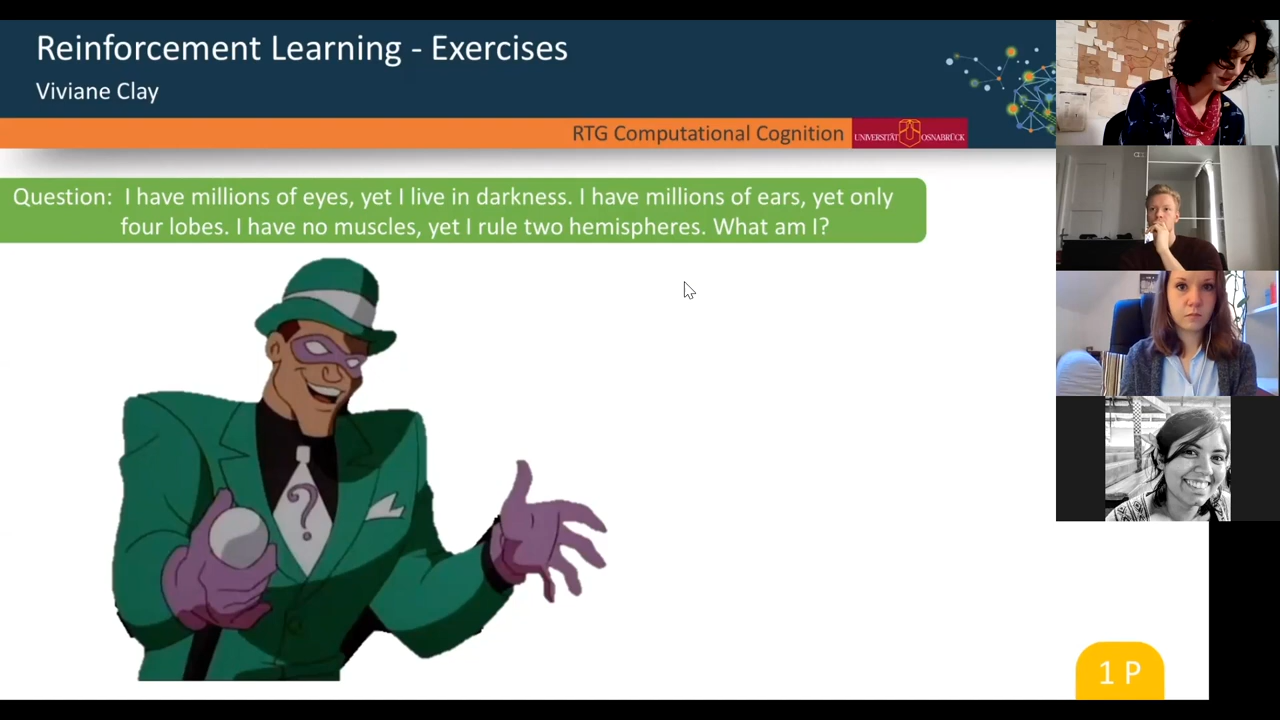 Reinforcement Learning - Exercises
Viviane Clay
RTG Computational Cognition
UNIVERSITÄT OSNABRÜCK
Question: I have millions of eyes, yet I live in darkness. I have millions of ears, yet only
four lobes. I have no muscles, yet I rule two hemispheres. What am I?
?
1 P